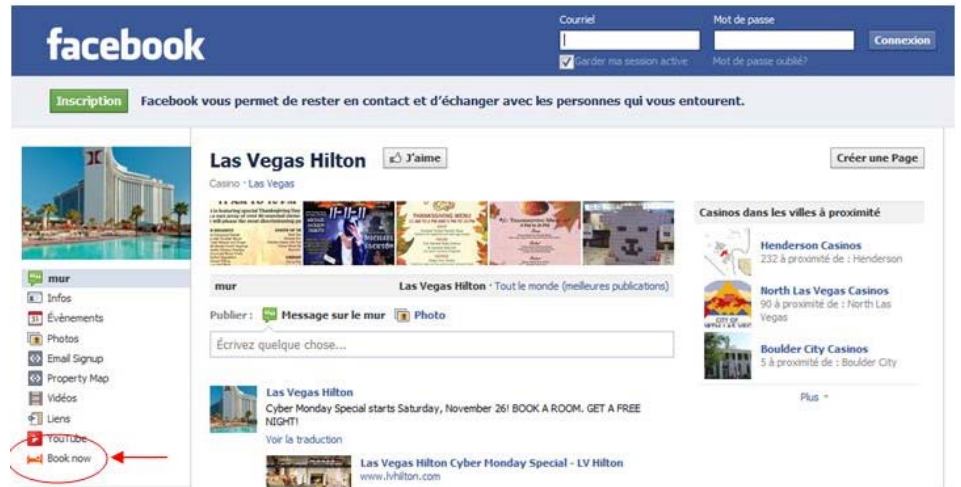 facebook
Courriel
Mot de passe
Connexion
Garder ma session active
Mot de passe oublié?
Inscription
Facebook vous permet de rester en contact et d'échanger avec les personnes qui vous entourent.
Las Vegas Hilton
J'aime
Créer une Page
Casino · Las Vegas
THANKSGIVING MENU
mur
Infos
Évènements
Photos
Email Signup
Property Map
Vidéos
Liens
YouTube
Book now
mur
Las Vegas Hilton · Tout le monde (meilleures publications)
Publier :
Message sur le mur
Photo
Écrivez quelque chose...
Las Vegas Hilton
Cyber Monday Special starts Saturday, November 26! BOOK A ROOM. GET A FREE
NIGHT!
Voir la traduction
Las Vegas Hilton Cyber Monday Special - LV Hilton
www.lvhilton.com
Casinos dans les villes à proximité
Henderson Casinos
232 à proximité de : Henderson
North Las Vegas Casinos
90 à proximité de : North Las
Vegas
Boulder City Casinos
5 à proximité de : Boulder City
Plus